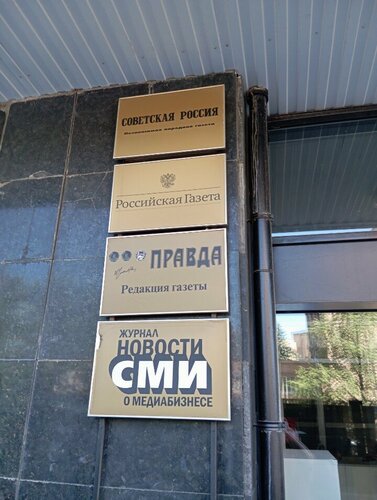 СОВЕТСКАЯ РОССИЯ
Независимая народная газета
Российская Газета
ПРАВДА
Редакция газеты
ЖУРНАЛ
НОВОСТИ
СМИ
О МЕДИАБИЗНЕСЕ